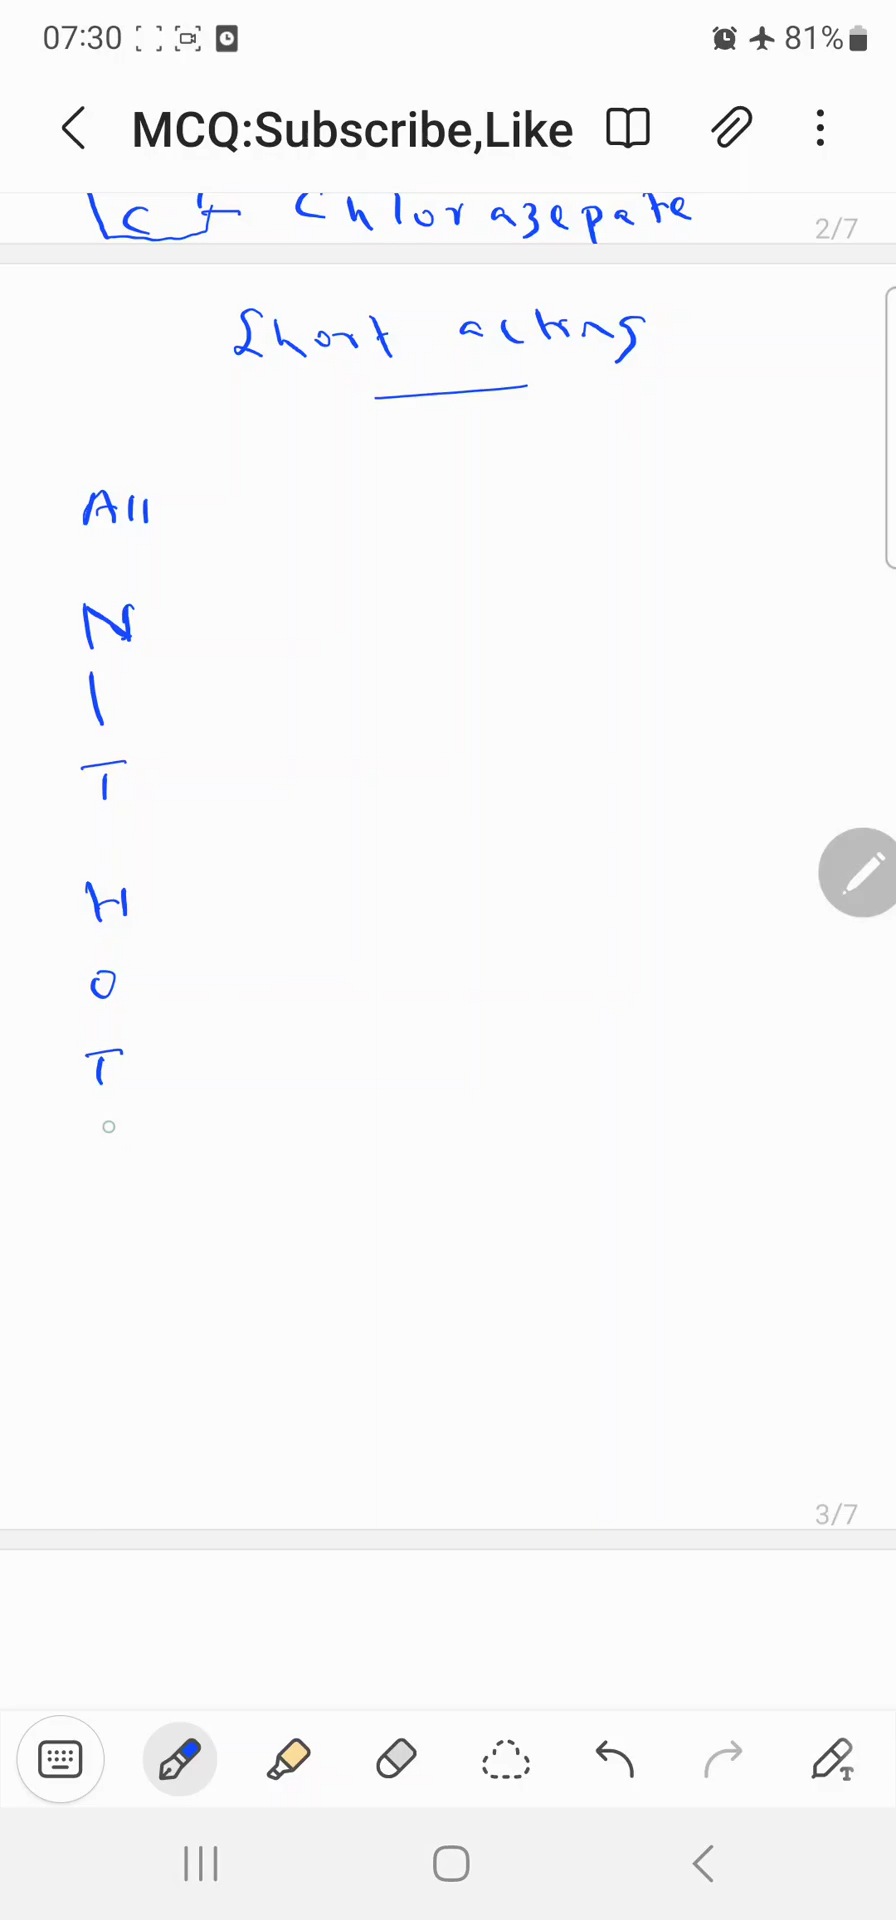 07:30 81%
MCQ:Subscribe,Like
C Chlorazepate
2/7
Short acting
All
N
I
T
H
O
T
3/7